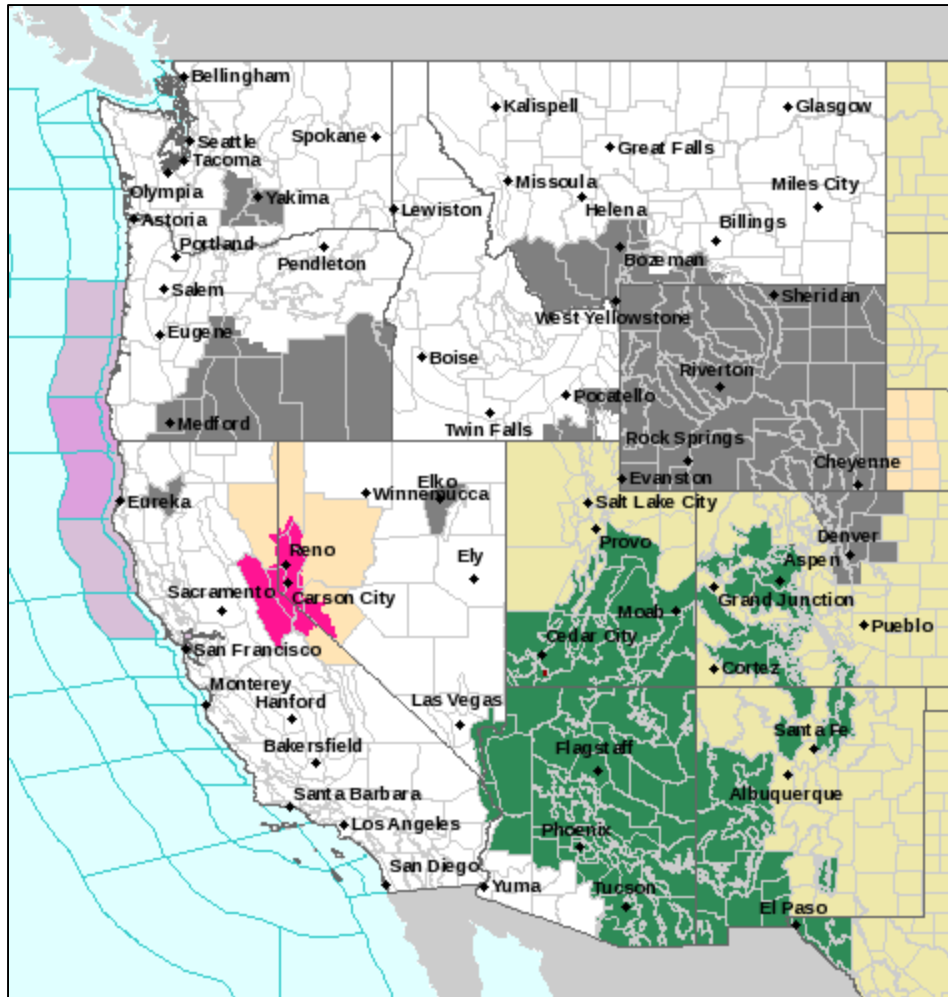 Bellingham
Kalispell
Glasgow
Spokane
Seattle
Great Falls
Tacoma
Missoula
Miles City
Olympia
Yakima
Helena
Lewiston
Astoria
Billings
Portland
Pendleton
Bozeman
Salem
Sheridan
West Yellowstone
Eugene
Boise
Riverton
Pocatello
Medford
Twin Falls
Rock Springs
Cheyenne
Elko
Evanston
Winnemucca
Eureka
Salt Lake City
Provo
Denver
Reno
Ely
Aspen
Sacramento
Carson City
Grand Junction
Moab
Pueblo
Cedar City
San Francisco
Cortez
Monterey
Hanford
Las Vegas
Santa Fe
Bakersfield
Flagstaff
Albuquerque
Santa Barbara
Los Angeles
Phoenix
San Diego
Yuma
Tucson
El Paso